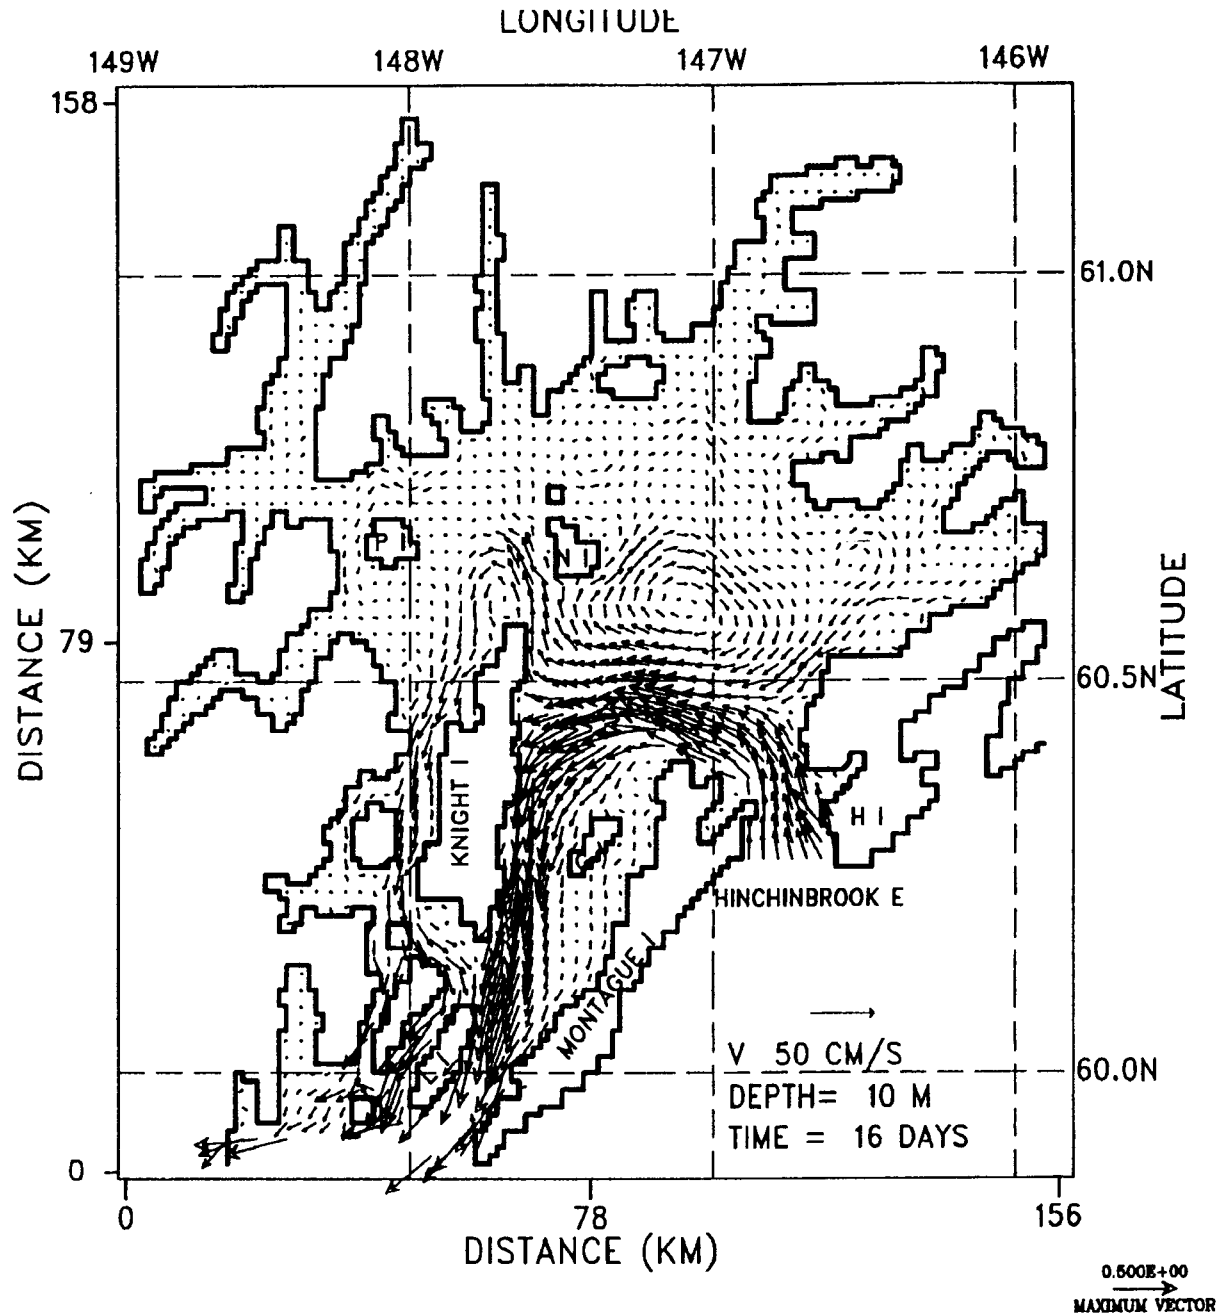 LONGITUDE
149W 148W 147W 146W
158
61.0N
DISTANCE (KM)
P I
N I
79
60.5N
LATITUDE
KNIGHT I
H I
HINCHINBROOK E
MONTAGUE I
V 50 CM/S
60.0N
DEPTH= 10 M
TIME = 16 DAYS
0
0 78 156
DISTANCE (KM)
0.500E+00
MAXIMUM VECTOR